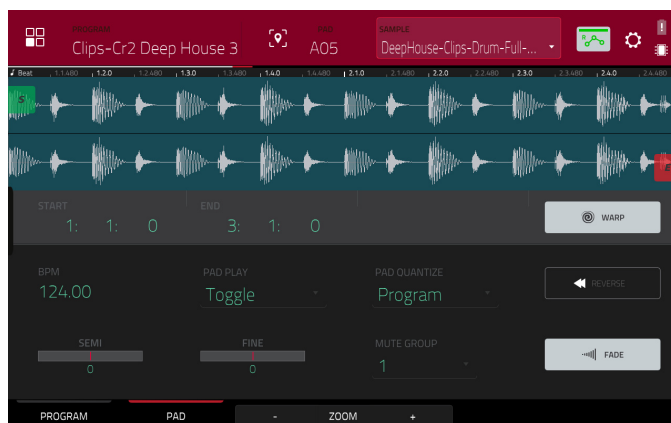 PROGRAM PAD SAMPLE
Clips-Cr2 Deep House 3 A05 DeepHouse-Clips-Drum-Full-...
Beat 1.1.480 1.2.0 1.2.480 1.3.0 1.3.480 1.4.0 1.4.480 2.1.0 2.1.480 2.2.0 2.2.480 2.3.0 2.3.480 2.4.0 2.4.480
S
E
START END
1: 1: 0 3: 1: 0 WARP
BPM PAD PLAY PAD QUANTIZE
124.00 Toggle Program REVERSE
SEMI FINE MUTE GROUP
0 0 1 FADE
PROGRAM PAD - ZOOM +